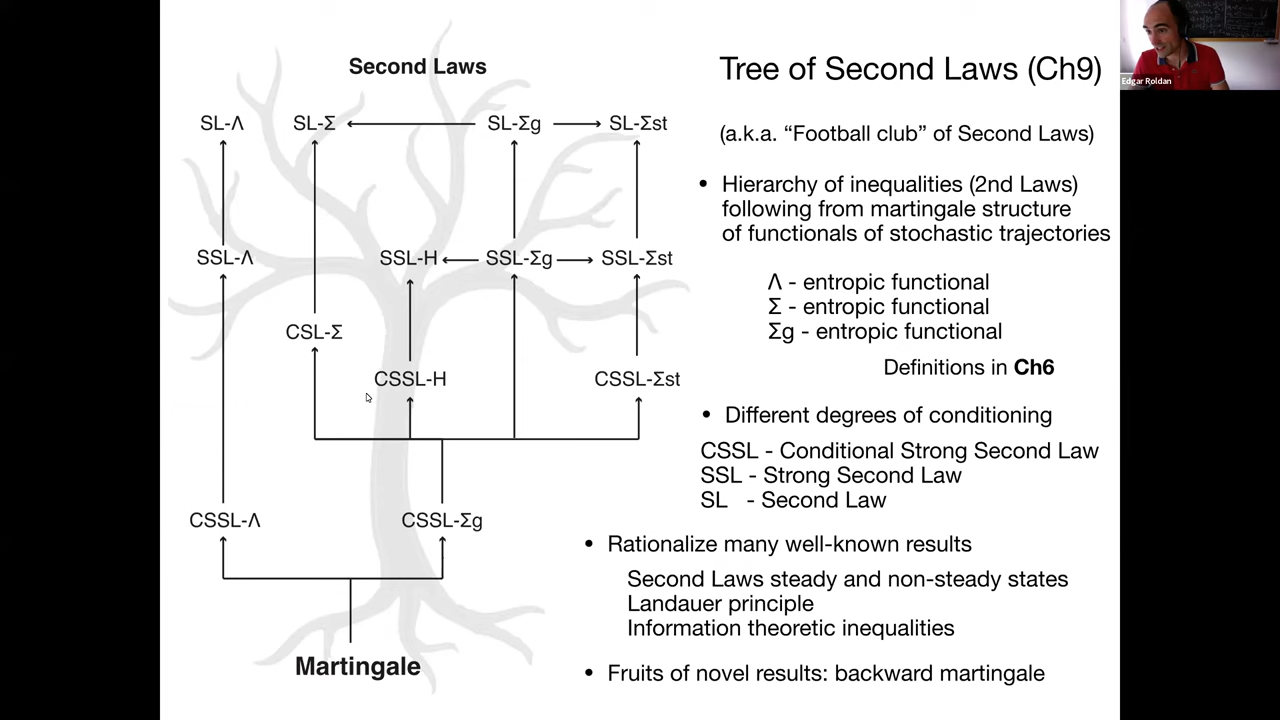 Second Laws
SL-Λ SL-Σ SL-Σg SL-Σst
SSL-Λ SSL-H SSL-Σg SSL-Σst
CSL-Σ
CSSL-H CSSL-Σst
CSSL-Λ CSSL-Σg
Martingale
Tree of Second Laws (Ch9)
(a.k.a. “Football club” of Second Laws)
• Hierarchy of inequalities (2nd Laws)
following from martingale structure
of functionals of stochastic trajectories
Λ - entropic functional
Σ - entropic functional
Σg - entropic functional
Definitions in Ch6
• Different degrees of conditioning
CSSL - Conditional Strong Second Law
SSL - Strong Second Law
SL - Second Law
• Rationalize many well-known results
Second Laws steady and non-steady states
Landauer principle
Information theoretic inequalities
• Fruits of novel results: backward martingale
Edgar Roldan